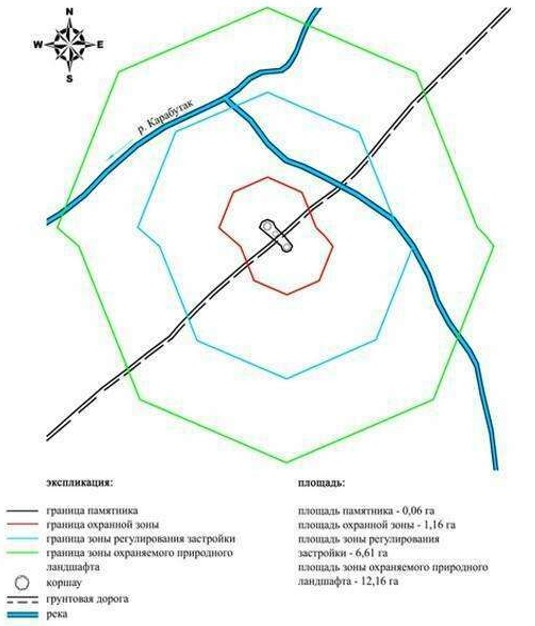 N
W E
S
р. Карабутак
экспликация:
граница памятника
граница охранной зоны
граница зоны регулирования застройки
граница зоны охраняемого природного
ландшафта
коршау
грунтовая дорога
река
площадь:
площадь памятника - 0,06 га
площадь охранной зоны - 1,16 га
площадь зоны регулирования
застройки - 6,61 га
площадь зоны охраняемого природного
ландшафта - 12,16 га